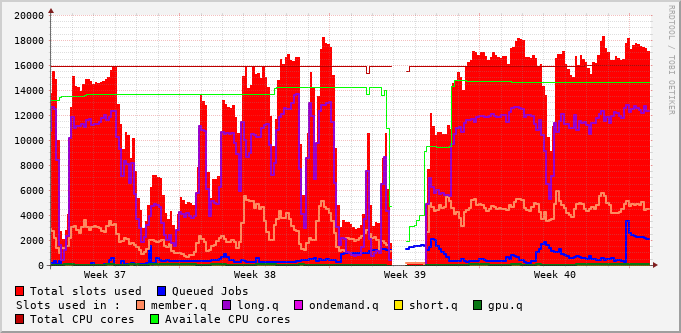 20000
18000
16000
14000
12000
10000
8000
6000
4000
2000
0
Week 37 Week 38 Week 39 Week 40
Total slots used Queued Jobs
Slots used in : member.q long.q ondemand.q short.q gpu.q
Total CPU cores Availale CPU cores
RRDTOOL / TOBI OETIKER